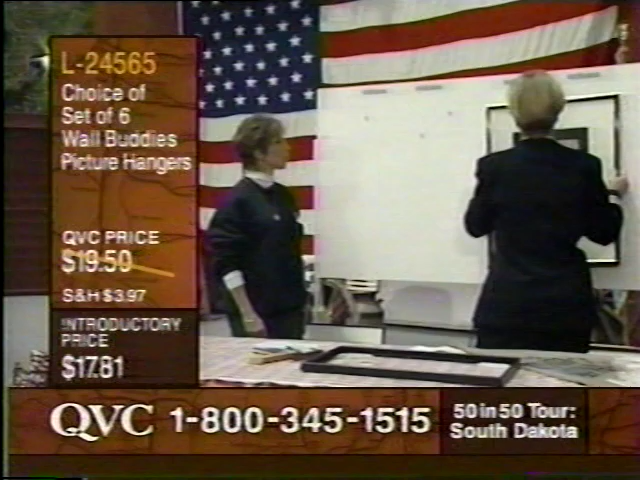 L-24565
Choice of
Set of 6
Wall Buddies
Picture Hangers
QVC PRICE
$19.50
S&H $3.97
INTRODUCTORY
PRICE
$17.81
QVC 1-800-345-1515
50 in 50 Tour:
South Dakota